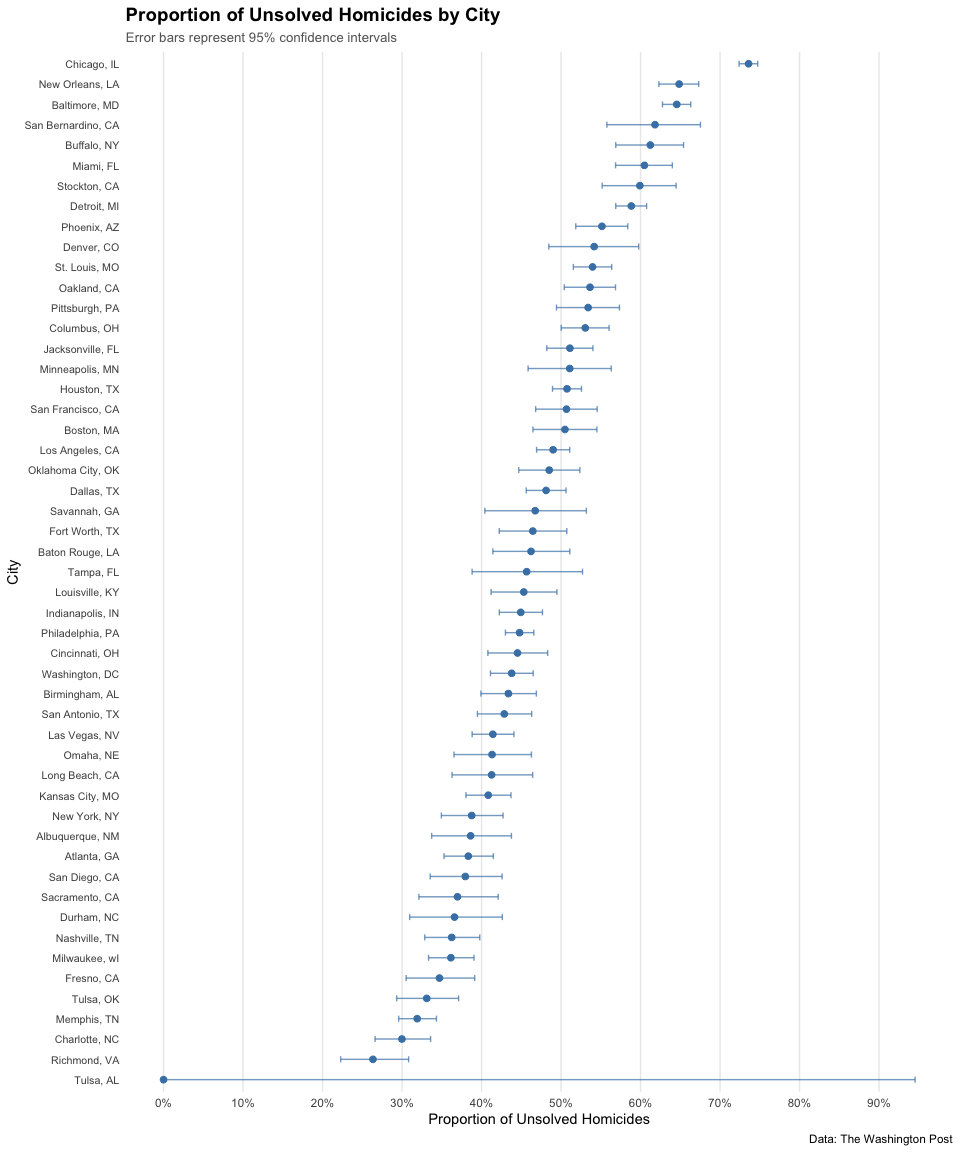 Proportion of Unsolved Homicides by City
Error bars represent 95% confidence intervals
Chicago, IL
New Orleans, LA
Baltimore, MD
San Bernardino, CA
Buffalo, NY
Miami, FL
Stockton, CA
Detroit, MI
Phoenix, AZ
Denver, CO
St. Louis, MO
Oakland, CA
Pittsburgh, PA
Columbus, OH
Jacksonville, FL
Minneapolis, MN
Houston, TX
San Francisco, CA
Boston, MA
Los Angeles, CA
Oklahoma City, OK
Dallas, TX
Savannah, GA
Fort Worth, TX
Baton Rouge, LA
Tampa, FL
Louisville, KY
Indianapolis, IN
Philadelphia, PA
Cincinnati, OH
Washington, DC
Birmingham, AL
San Antonio, TX
Las Vegas, NV
Omaha, NE
Long Beach, CA
Kansas City, MO
New York, NY
Albuquerque, NM
Atlanta, GA
San Diego, CA
Sacramento, CA
Durham, NC
Nashville, TN
Milwaukee, wI
Fresno, CA
Tulsa, OK
Memphis, TN
Charlotte, NC
Richmond, VA
Tulsa, AL
City
0% 10% 20% 30% 40% 50% 60% 70% 80% 90%
Proportion of Unsolved Homicides
Data: The Washington Post